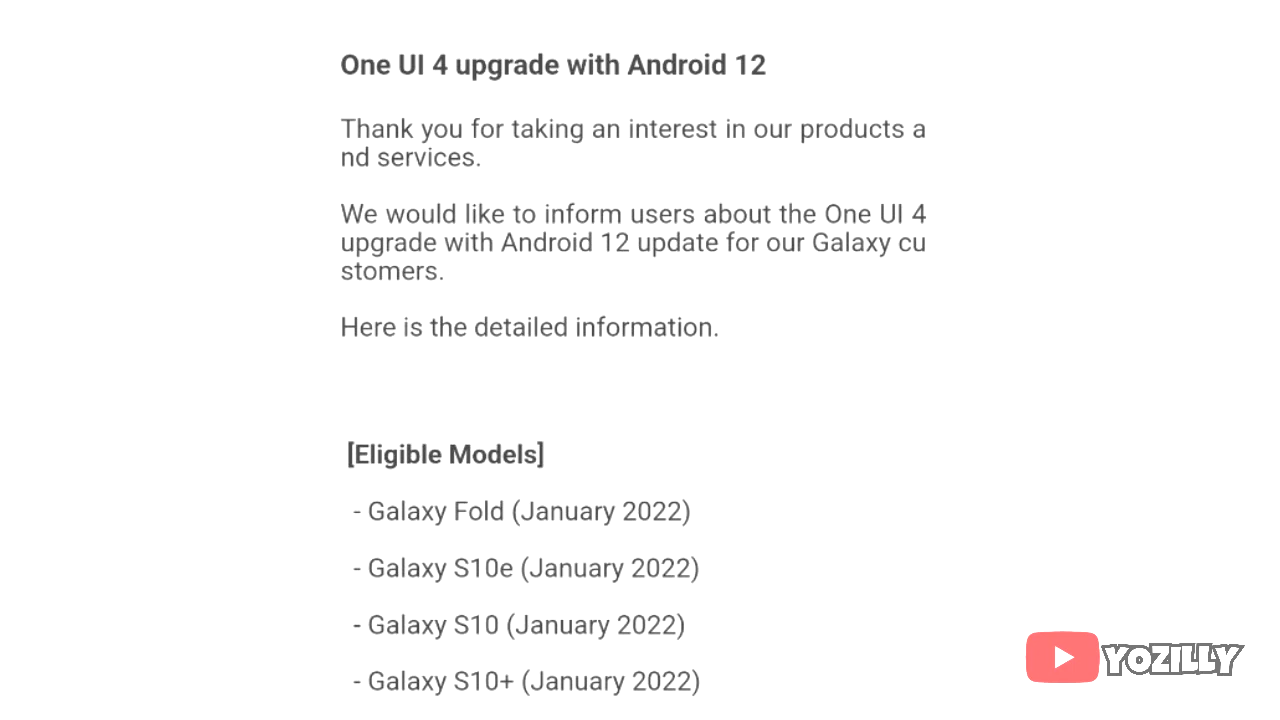 One UI 4 upgrade with Android 12
Thank you for taking an interest in our products a
nd services.
We would like to inform users about the One UI 4
upgrade with Android 12 update for our Galaxy cu
stomers.
Here is the detailed information.
[Eligible Models]
- Galaxy Fold (January 2022)
- Galaxy S10e (January 2022)
- Galaxy S10 (January 2022)
- Galaxy S10+ (January 2022)
YOZILLY